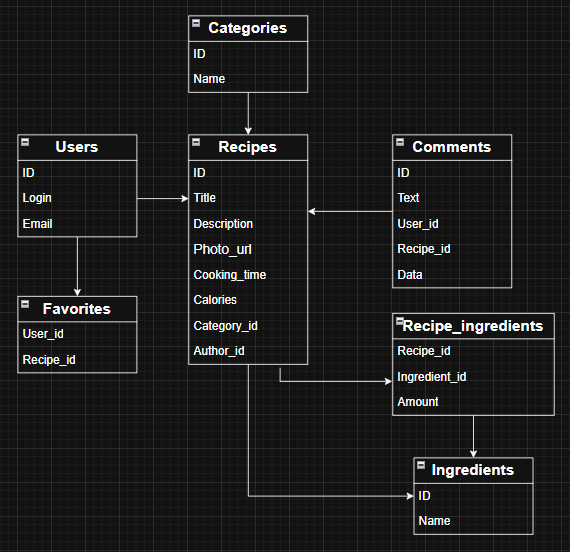 Categories
ID
Name
Users
ID
Login
Email
Recipes
ID
Title
Description
Photo_url
Cooking_time
Calories
Category_id
Author_id
Comments
ID
Text
User_id
Recipe_id
Data
Favorites
User_id
Recipe_id
Recipe_ingredients
Recipe_id
Ingredient_id
Amount
Ingredients
ID
Name